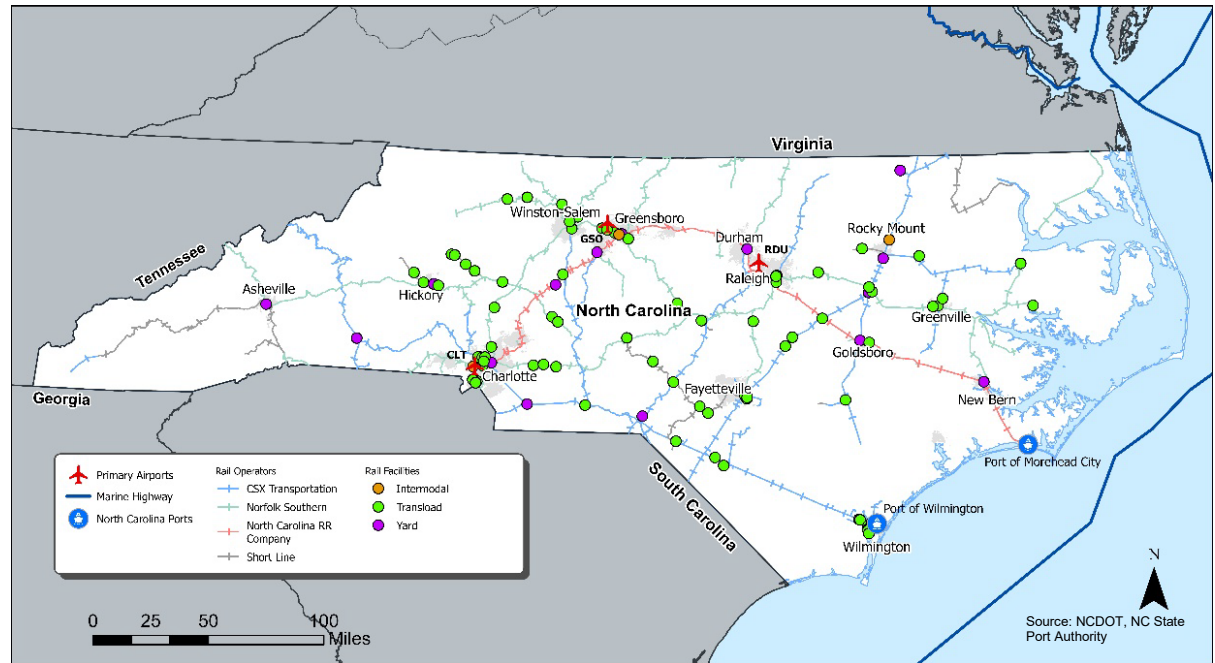 Virginia
Winston-Salem
Greensboro
GSO
Durham
RDU
Rocky Mount
Raleigh
Tennessee
Asheville
Hickory
North Carolina
Greenville
Goldsboro
CLT
Charlotte
Fayetteville
New Bern
Georgia
Port of Morehead City
South Carolina
Port of Wilmington
Wilmington
Primary Airports
Marine Highway
North Carolina Ports
Rail Operators
CSX Transportation
Norfolk Southern
North Carolina RR
Company
Short Line
Rail Facilities
Intermodal
Transload
Yard
0 25 50 100
Miles
N
Source: NCDOT, NC State
Port Authority